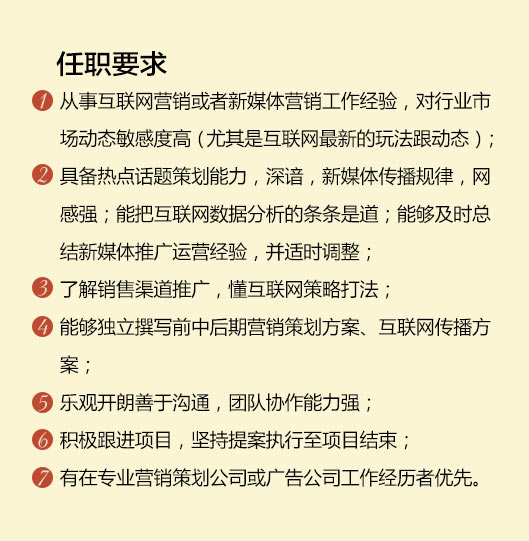 任职要求
1 从事互联网营销或者新媒体营销工作经验，对行业市
场动态敏感度高（尤其是互联网最新的玩法跟动态）；
2 具备热点话题策划能力，深谙，新媒体传播规律，网
感强；能把互联网数据分析的条条是道；能够及时总
结新媒体推广运营经验，并适时调整；
3 了解销售渠道推广，懂互联网策略打法；
4 能够独立撰写前中后期营销策划方案、互联网传播方
案；
5 乐观开朗善于沟通，团队协作能力强；
6 积极跟进项目，坚持提案执行至项目结束；
7 有在专业营销策划公司或广告公司工作经历者优先。